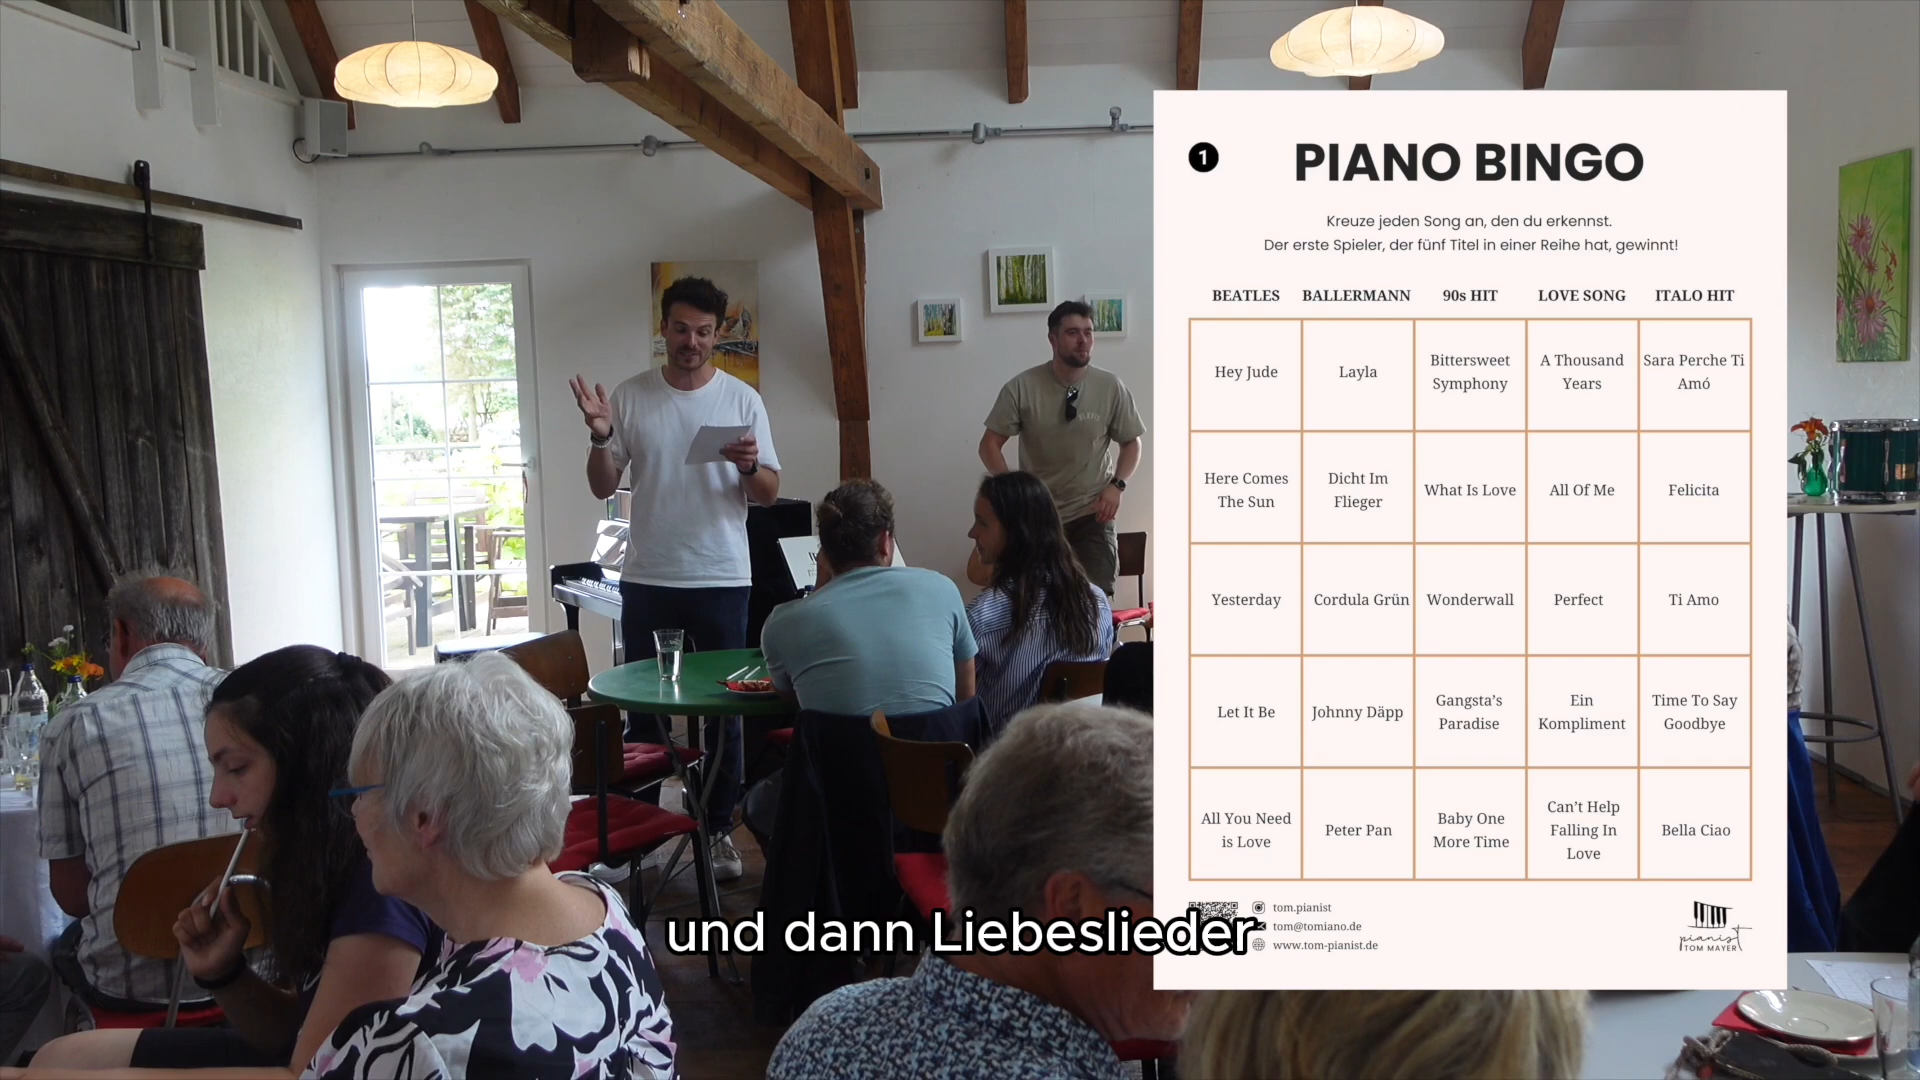 1
PIANO BINGO
Kreuze jeden Song an, den du erkennst.
Der erste Spieler, der fünf Titel in einer Reihe hat, gewinnt!
BEATLES BALLERMANN 90s HIT LOVE SONG ITALO HIT
Hey Jude
Layla
Bittersweet
Symphony
A Thousand
Years
Sara Perche Ti
Amó
Here Comes
The Sun
Dicht Im
Flieger
What Is Love
All Of Me
Felicita
Yesterday
Cordula Grün
Wonderwall
Perfect
Ti Amo
Let It Be
Johnny Däpp
Gangsta's
Paradise
Ein
Kompliment
Time To Say
Goodbye
All You Need
is Love
Peter Pan
Baby One
More Time
Can't Help
Falling In
Love
Bella Ciao
tom.pianist
tom@tomiano.de
www.tom-pianist.de
pianist
TOM MAYER
und dann Liebeslieder